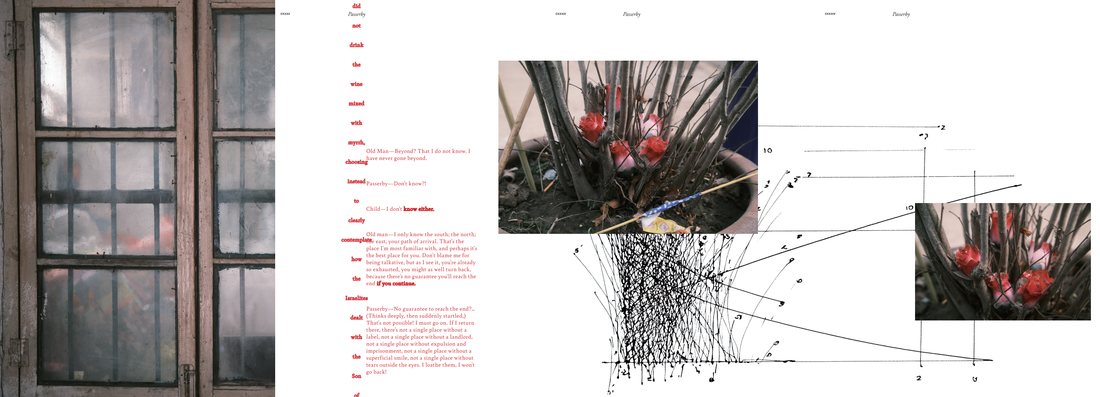 Passerby
Passerby
Passerby
did
not
drink
the
wine
mixed
with
myrrh,
choosing
instead
to
clearly
contemplate
how
the
Israelites
dealt
with
the
Son
of
Old Man—Beyond? That I do not know. I
have never gone beyond.
Passerby—Don't know?!
Child—I don't know either.
Old man—I only know the south; the north;
the east, your path of arrival. That's the
place I'm most familiar with, and perhaps it's
the best place for you. Don't blame me for
being talkative, but as I see it, you're already
so exhausted, you might as well turn back,
because there's no guarantee you'll reach the
end if you continue.
Passerby—No guarantee to reach the end?..
(Thinks deeply, then suddenly startled.)
That's not possible! I must go on. If I return
there, there's not a single place without a
label, not a single place without a landlord,
not a single place without expulsion and
imprisonment, not a single place without a
superficial smile, not a single place without
tears outside the eyes. I loathe them, I won't
go back!
2
10
10
2